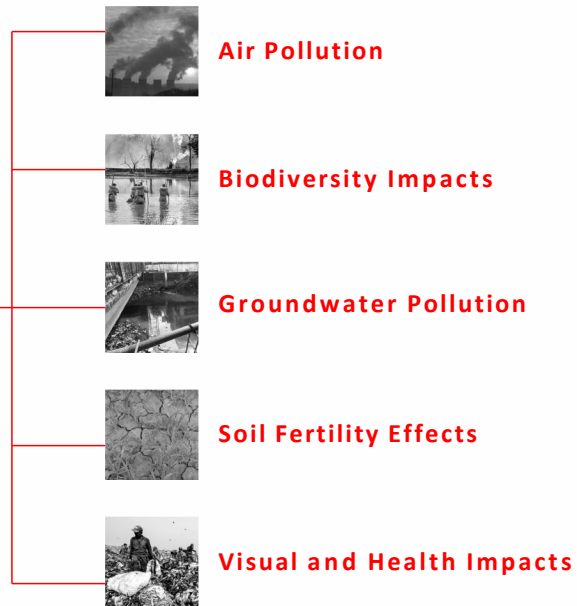 Air Pollution
Biodiversity Impacts
Groundwater Pollution
Soil Fertility Effects
Visual and Health Impacts